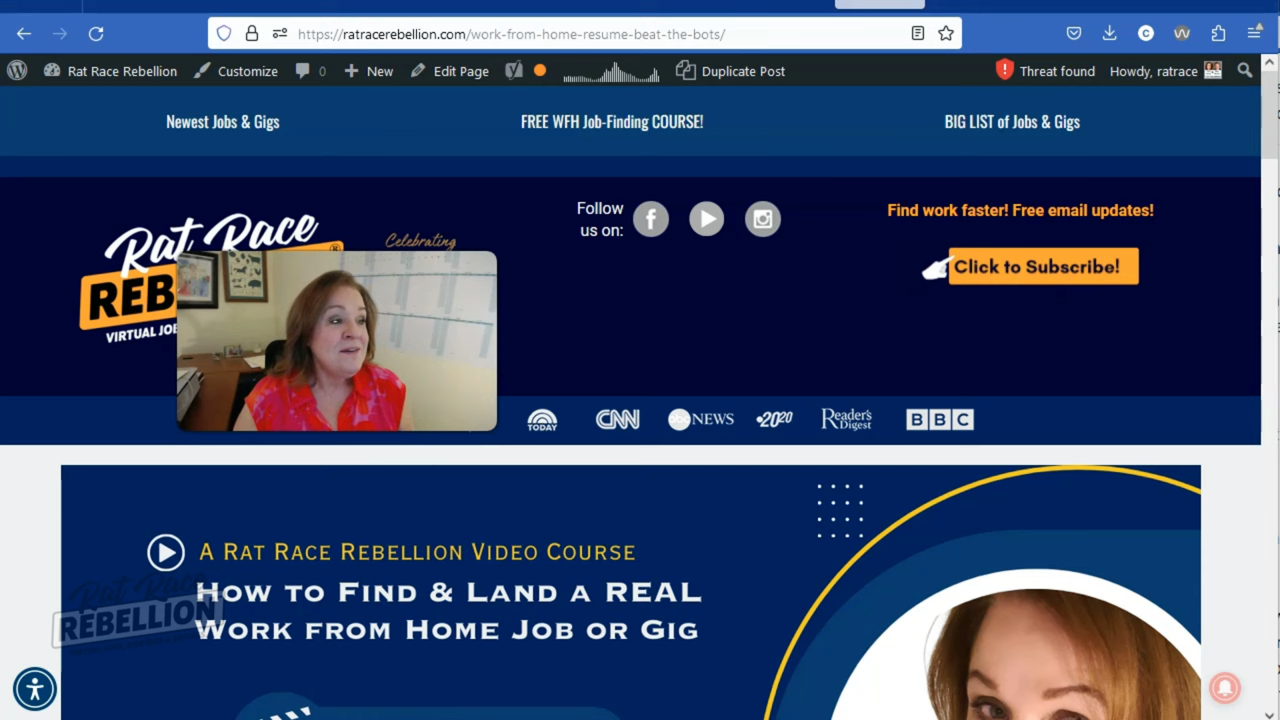 https://ratracerebellion.com/work-from-home-resume-beat-the-bots/
Rat Race Rebellion
Customize
0
New
Edit Page
Duplicate Post
Threat found
Howdy, ratrace
Newest Jobs & Gigs
FREE WFH Job-Finding COURSE!
BIG LIST of Jobs & Gigs
Rat Race
REB
VIRTUAL JOB
Celebrating
Follow
us on:
Find work faster! Free email updates!
Click to Subscribe!
TODAY
CNN
abc NEWS
2020
Reader's
Digest
BBC
A Rat Race Rebellion Video Course
How to Find & Land a REAL
Work from Home Job or Gig
Rat Race
REBELLION